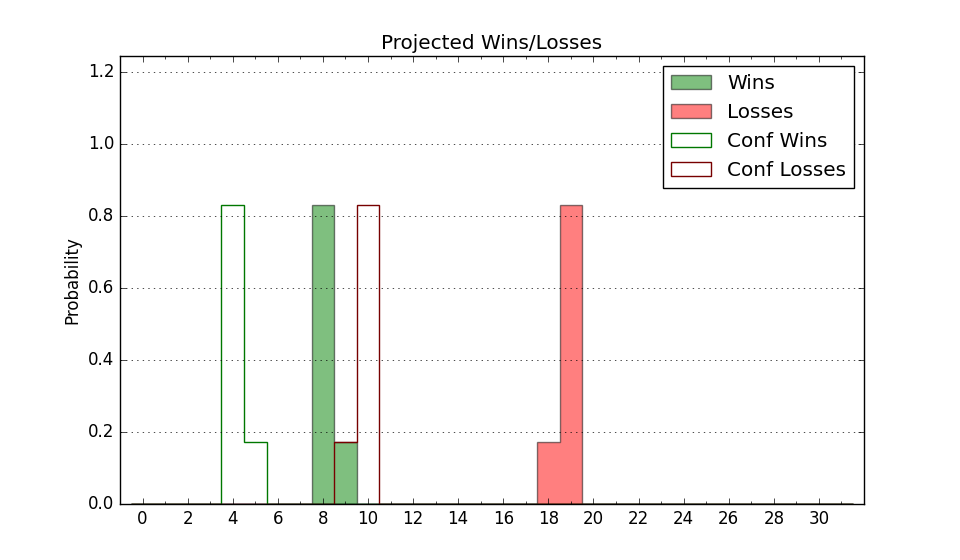 Projected Wins/Losses
1.2
1.0
0.8
0.6
0.4
0.2
0.0
Probability
Wins
Losses
Conf Wins
Conf Losses
0 2 4 6 8 10 12 14 16 18 20 22 24 26 28 30